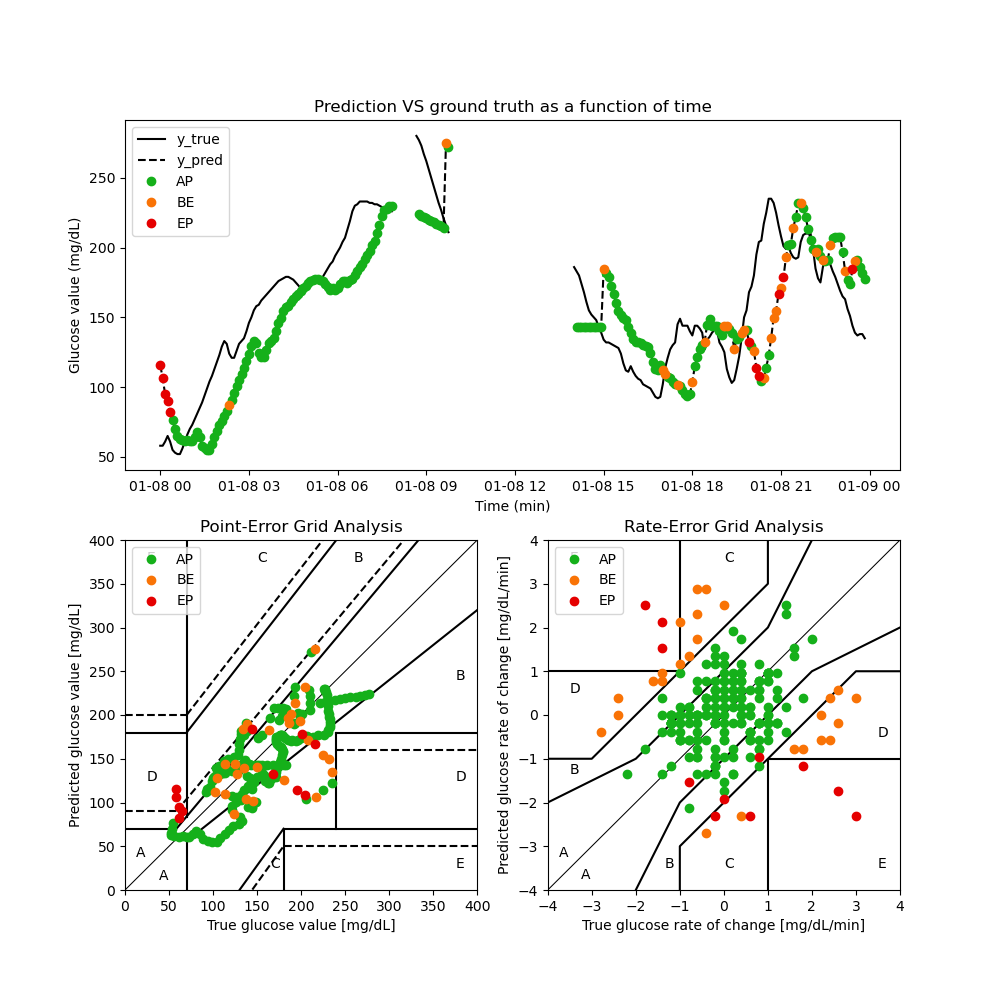 Prediction VS ground truth as a function of time
Glucose value (mg/dL)
250
200
150
100
50
y_true
y_pred
AP
BE
EP
01-08 00 01-08 03 01-08 06 01-08 09 01-08 12 01-08 15 01-08 18 01-08 21 01-09 00
Time (min)
Point-Error Grid Analysis
Predicted glucose value [mg/dL]
400
350
300
250
200
150
100
50
0
AP
BE
EP
C
B
B
D
D
A
A
C
E
0 50 100 150 200 250 300 350 400
True glucose value [mg/dL]
Rate-Error Grid Analysis
Predicted glucose rate of change [mg/dL/min]
4
3
2
1
0
−1
−2
−3
−4
AP
BE
EP
C
D
D
B
A
A
B
C
E
−4 −3 −2 −1 0 1 2 3 4
True glucose rate of change [mg/dL/min]